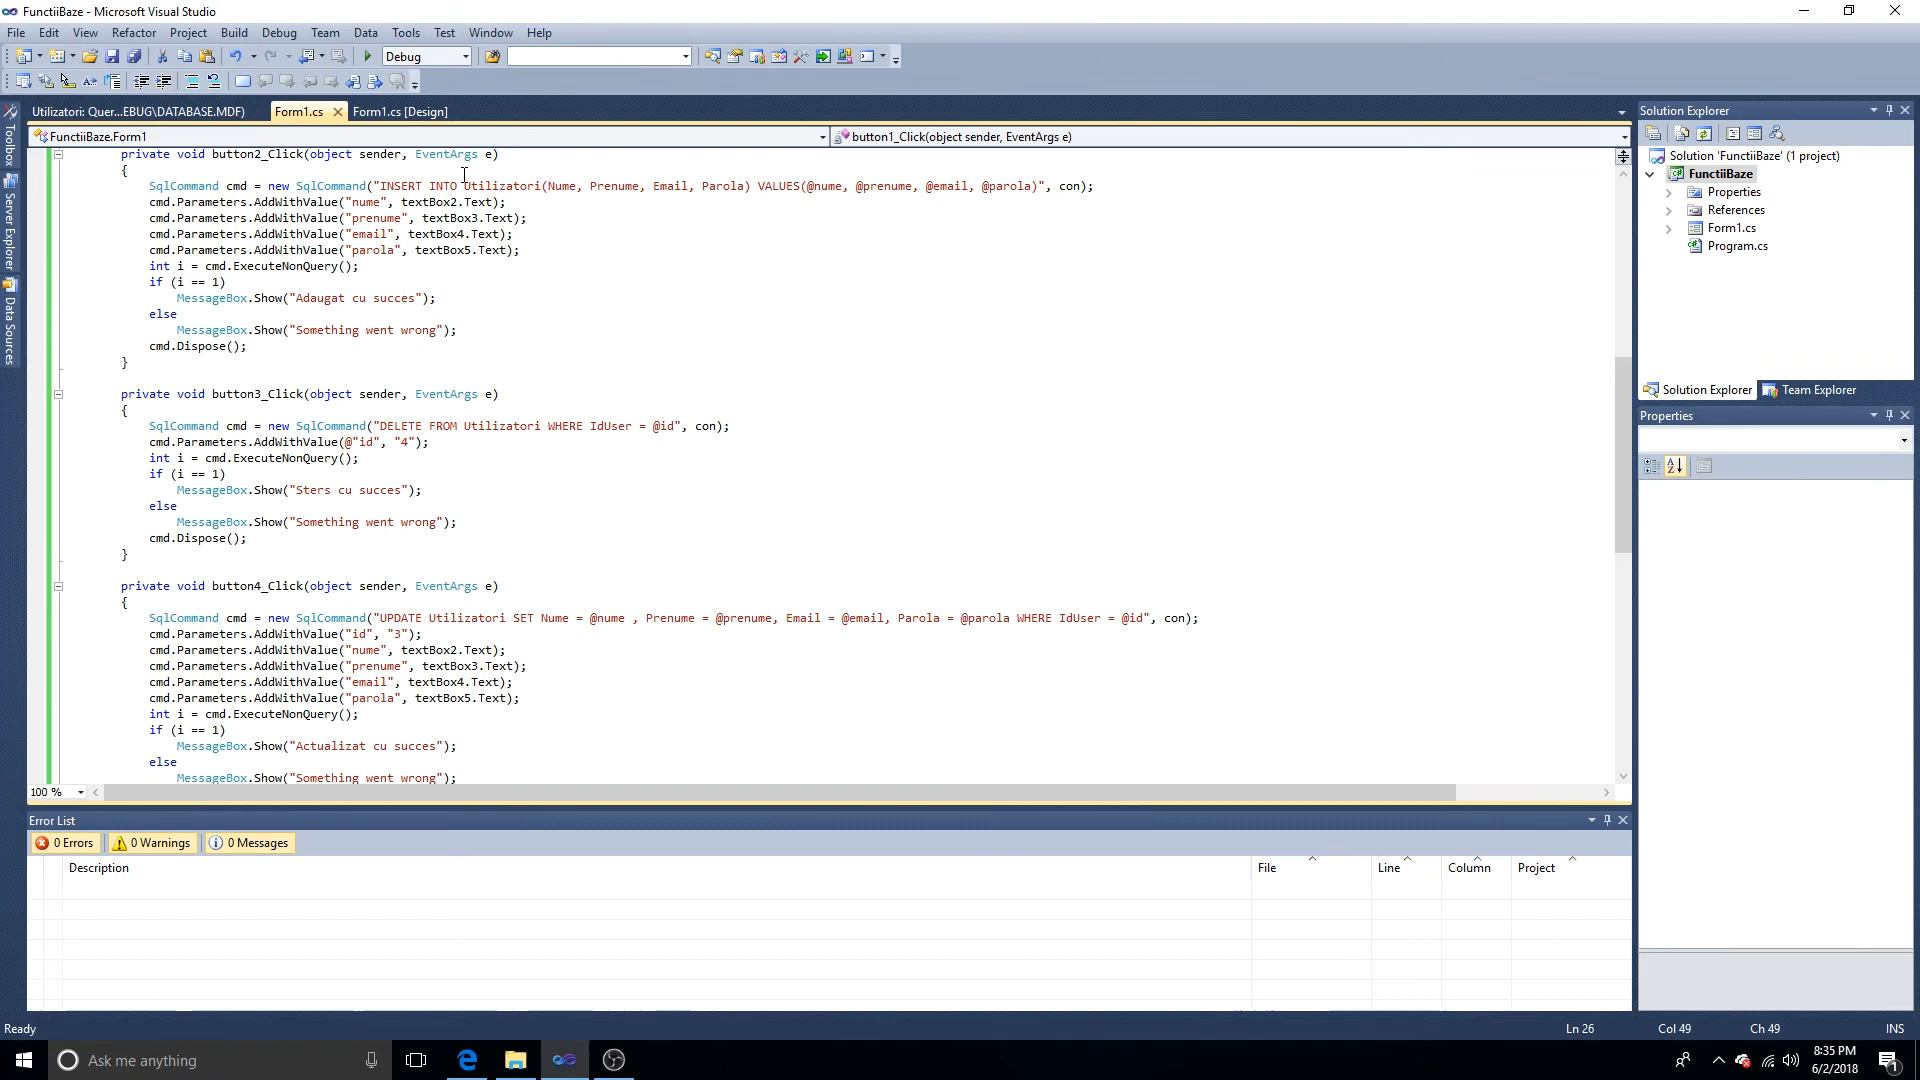 FunctiiBaze - Microsoft Visual Studio
File Edit View Refactor Project Build Debug Team Data Tools Test Window Help
Debug
Utilizatori: Quer...EBUG\DATABASE.MDF) Form1.cs Form1.cs [Design]
FunctiiBaze.Form1 button1_Click(object sender, EventArgs e)
Toolbox
Server Explorer
Data Sources
private void button2_Click(object sender, EventArgs e)
{
SqlCommand cmd = new SqlCommand("INSERT INTO Utilizatori(Nume, Prenume, Email, Parola) VALUES(@nume, @prenume, @email, @parola)", con);
cmd.Parameters.AddWithValue("nume", textBox2.Text);
cmd.Parameters.AddWithValue("prenume", textBox3.Text);
cmd.Parameters.AddWithValue("email", textBox4.Text);
cmd.Parameters.AddWithValue("parola", textBox5.Text);
int i = cmd.ExecuteNonQuery();
if (i == 1)
MessageBox.Show("Adaugat cu succes");
else
MessageBox.Show("Something went wrong");
cmd.Dispose();
}
private void button3_Click(object sender, EventArgs e)
{
SqlCommand cmd = new SqlCommand("DELETE FROM Utilizatori WHERE IdUser = @id", con);
cmd.Parameters.AddWithValue(@"id", "4");
int i = cmd.ExecuteNonQuery();
if (i == 1)
MessageBox.Show("Sters cu succes");
else
MessageBox.Show("Something went wrong");
cmd.Dispose();
}
private void button4_Click(object sender, EventArgs e)
{
SqlCommand cmd = new SqlCommand("UPDATE Utilizatori SET Nume = @nume , Prenume = @prenume, Email = @email, Parola = @parola WHERE IdUser = @id", con);
cmd.Parameters.AddWithValue("id", "3");
cmd.Parameters.AddWithValue("nume", textBox2.Text);
cmd.Parameters.AddWithValue("prenume", textBox3.Text);
cmd.Parameters.AddWithValue("email", textBox4.Text);
cmd.Parameters.AddWithValue("parola", textBox5.Text);
int i = cmd.ExecuteNonQuery();
if (i == 1)
MessageBox.Show("Actualizat cu succes");
else
MessageBox.Show("Something went wrong");
100 %
Solution Explorer
Solution 'FunctiiBaze' (1 project)
FunctiiBaze
Properties
References
Form1.cs
Program.cs
Solution Explorer Team Explorer
Properties
Error List
0 Errors 0 Warnings 0 Messages
Description File Line Column Project
Ready Ln 26 Col 49 Ch 49 INS
Ask me anything
8:35 PM
6/2/2018
1